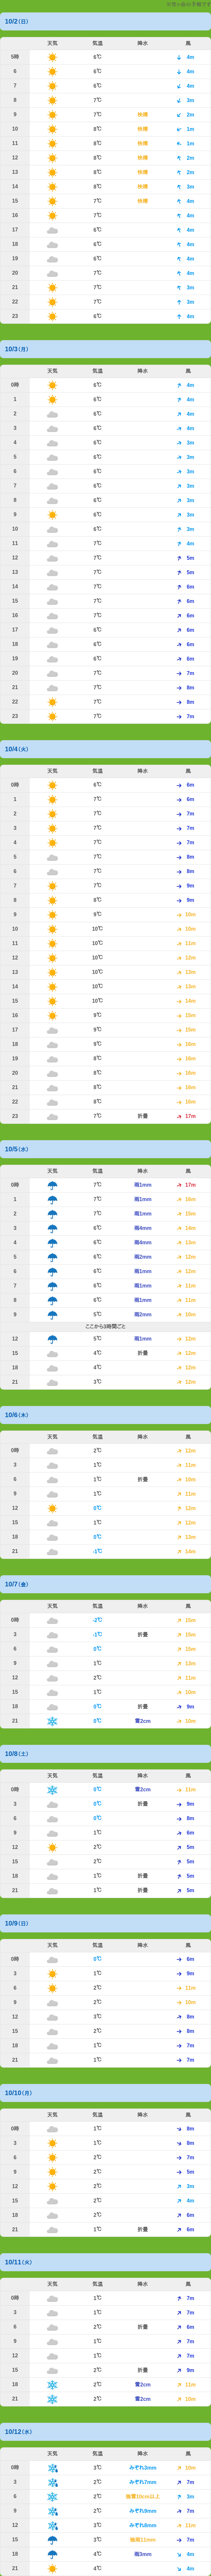 10/2(日)
天気 気温 降水 風
5時 6℃ 4m
6 6℃ 4m
7 6℃ 4m
8 7℃ 3m
9 7℃ 快適 2m
10 8℃ 快適 1m
11 8℃ 快適 1m
12 8℃ 快適 2m
13 8℃ 快適 2m
14 8℃ 快適 3m
15 7℃ 快適 4m
16 7℃ 4m
17 6℃ 4m
18 6℃ 4m
19 6℃ 4m
20 7℃ 4m
21 7℃ 3m
22 7℃ 3m
23 6℃ 4m
10/3(月)
天気 気温 降水 風
0時 6℃ 4m
1 6℃ 4m
2 6℃ 4m
3 6℃ 4m
4 6℃ 3m
5 6℃ 3m
6 6℃ 3m
7 6℃ 3m
8 6℃ 3m
9 6℃ 3m
10 6℃ 3m
11 7℃ 4m
12 7℃ 5m
13 7℃ 5m
14 7℃ 6m
15 7℃ 6m
16 7℃ 6m
17 6℃ 6m
18 6℃ 6m
19 6℃ 6m
20 7℃ 7m
21 7℃ 8m
22 7℃ 8m
23 7℃ 7m
10/4(火)
天気 気温 降水 風
0時 6℃ 6m
1 7℃ 6m
2 7℃ 7m
3 7℃ 7m
4 7℃ 7m
5 7℃ 8m
6 7℃ 8m
7 7℃ 9m
8 8℃ 9m
9 9℃ 10m
10 10℃ 10m
11 10℃ 11m
12 10℃ 12m
13 10℃ 13m
14 10℃ 13m
15 10℃ 14m
16 9℃ 15m
17 9℃ 15m
18 9℃ 16m
19 8℃ 16m
20 8℃ 16m
21 8℃ 16m
22 8℃ 16m
23 7℃ 折畳 17m
10/5(水)
天気 気温 降水 風
0時 7℃ 雨1mm 17m
1 7℃ 雨1mm 16m
2 7℃ 雨1mm 15m
3 6℃ 雨4mm 14m
4 6℃ 雨4mm 13m
5 6℃ 雨2mm 12m
6 6℃ 雨1mm 12m
7 6℃ 雨1mm 11m
8 6℃ 雨1mm 11m
9 5℃ 雨2mm 10m
ここから3時間ごと
12 5℃ 雨1mm 12m
15 4℃ 折畳 12m
18 4℃ 12m
21 3℃ 12m
10/6(木)
天気 気温 降水 風
0時 2℃ 12m
3 1℃ 11m
6 1℃ 折畳 10m
9 1℃ 11m
12 0℃ 12m
15 1℃ 12m
18 0℃ 13m
21 -1℃ 14m
10/7(金)
天気 気温 降水 風
0時 -2℃ 15m
3 -1℃ 折畳 15m
6 0℃ 15m
9 1℃ 13m
12 2℃ 11m
15 1℃ 10m
18 0℃ 折畳 9m
21 0℃ 雪2cm 10m
10/8(土)
天気 気温 降水 風
0時 0℃ 雪2cm 11m
3 0℃ 折畳 9m
6 0℃ 8m
9 1℃ 6m
12 2℃ 5m
15 2℃ 5m
18 1℃ 折畳 5m
21 1℃ 折畳 5m
10/9(日)
天気 気温 降水 風
0時 0℃ 6m
3 1℃ 9m
6 2℃ 11m
9 2℃ 10m
12 3℃ 8m
15 2℃ 8m
18 1℃ 7m
21 1℃ 7m
10/10(月)
天気 気温 降水 風
0時 1℃ 8m
3 1℃ 8m
6 2℃ 7m
9 2℃ 5m
12 2℃ 3m
15 2℃ 4m
18 2℃ 6m
21 1℃ 折畳 6m
10/11(火)
天気 気温 降水 風
0時 1℃ 7m
3 1℃ 7m
6 2℃ 折畳 6m
9 1℃ 7m
12 1℃ 7m
15 2℃ 折畳 9m
18 2℃ 雪2cm 11m
21 2℃ 雪2cm 10m
10/12(水)
天気 気温 降水 風
0時 3℃ みぞれ3mm 10m
3 2℃ みぞれ7mm 7m
6 2℃ 強雪10cm以上 3m
9 2℃ みぞれ9mm 7m
12 3℃ みぞれ8mm 11m
15 3℃ 強雨11mm 7m
18 4℃ 雨3mm 4m
21 4℃ 4m